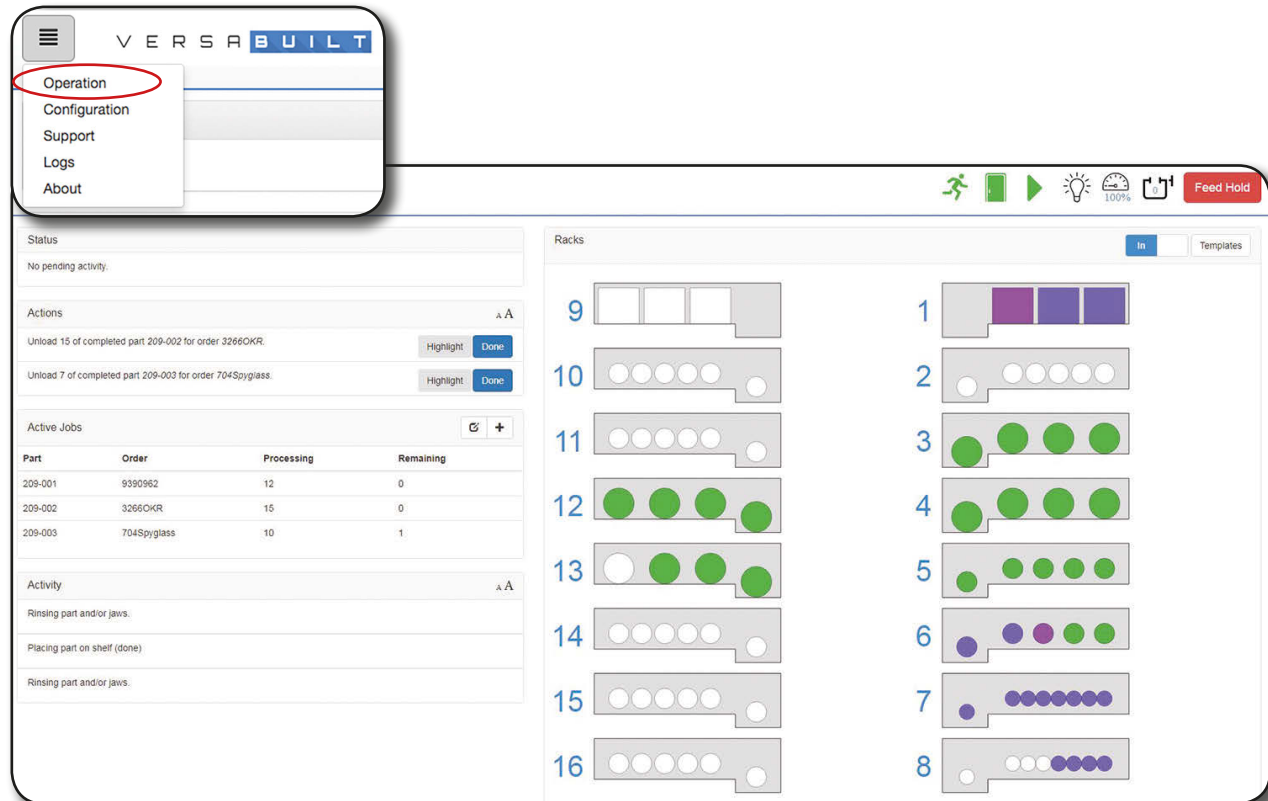 VERSABUILT
Operation
Configuration
Support
Logs
About
100%
0
1
Feed Hold
Status
No pending activity.
Actions
A A
Unload 15 of completed part 209-002 for order 3266OKR.
Highlight
Done
Unload 7 of completed part 209-003 for order 704Spyglass.
Highlight
Done
Active Jobs
Part Order Processing Remaining
209-001 9390962 12 0
209-002 3266OKR 15 0
209-003 704Spyglass 10 1
Activity
A A
Rinsing part and/or jaws.
Placing part on shelf (done)
Rinsing part and/or jaws.
Racks
In
Templates
9 1
10 2
11 3
12 4
13 5
14 6
15 7
16 8